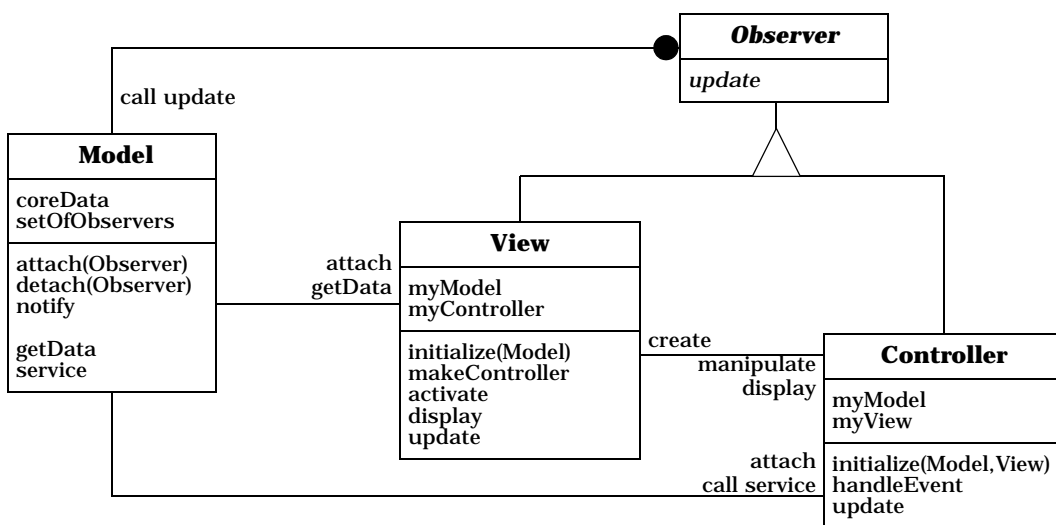 Observer
update
call update
Model
coreData
setOfObservers
attach(Observer)
detach(Observer)
notify
getData
service
attach
getData
View
myModel
myController
initialize(Model)
makeController
activate
display
update
create
manipulate
display
Controller
myModel
myView
initialize(Model,View)
handleEvent
update
attach
call service